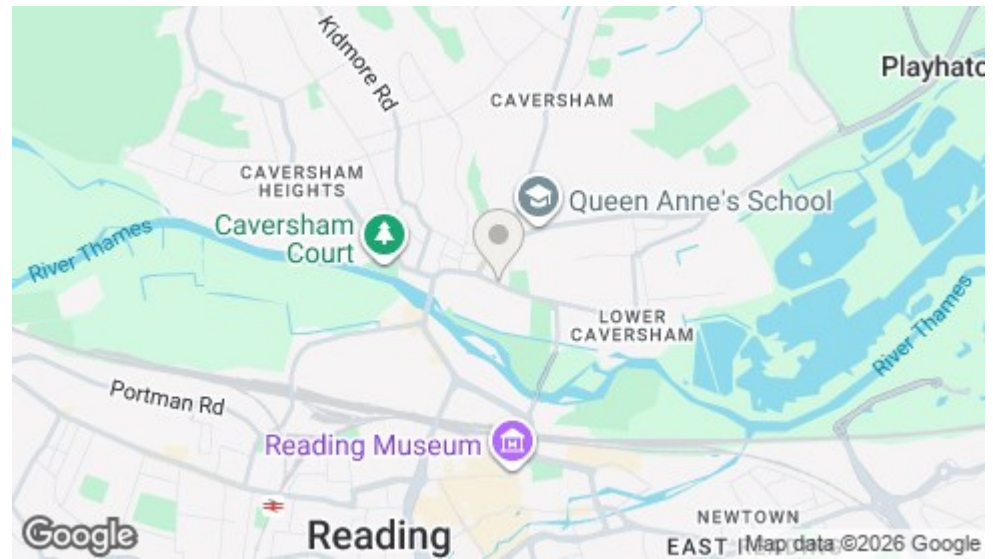 Kidmore Rd
CAVERSHAM
Playhatc
CAVERSHAM
HEIGHTS
Queen Anne's School
Caversham
Court
River Thames
LOWER
CAVERSHAM
River Thames
Portman Rd
Reading Museum
Google
Reading
NEWTOWN
EAST
Map data ©2026 Google